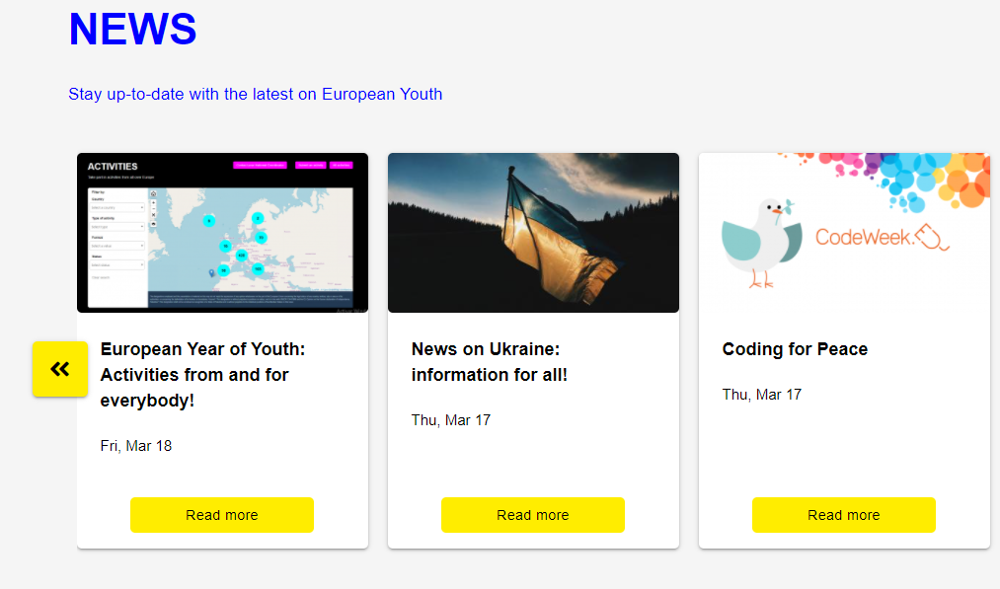 NEWS
Stay up-to-date with the latest on European Youth
ACTIVITIES
CodeWeek.
European Year of Youth:
Activities from and for
everybody!
Fri, Mar 18
Read more
News on Ukraine:
information for all!
Thu, Mar 17
Read more
Coding for Peace
Thu, Mar 17
Read more